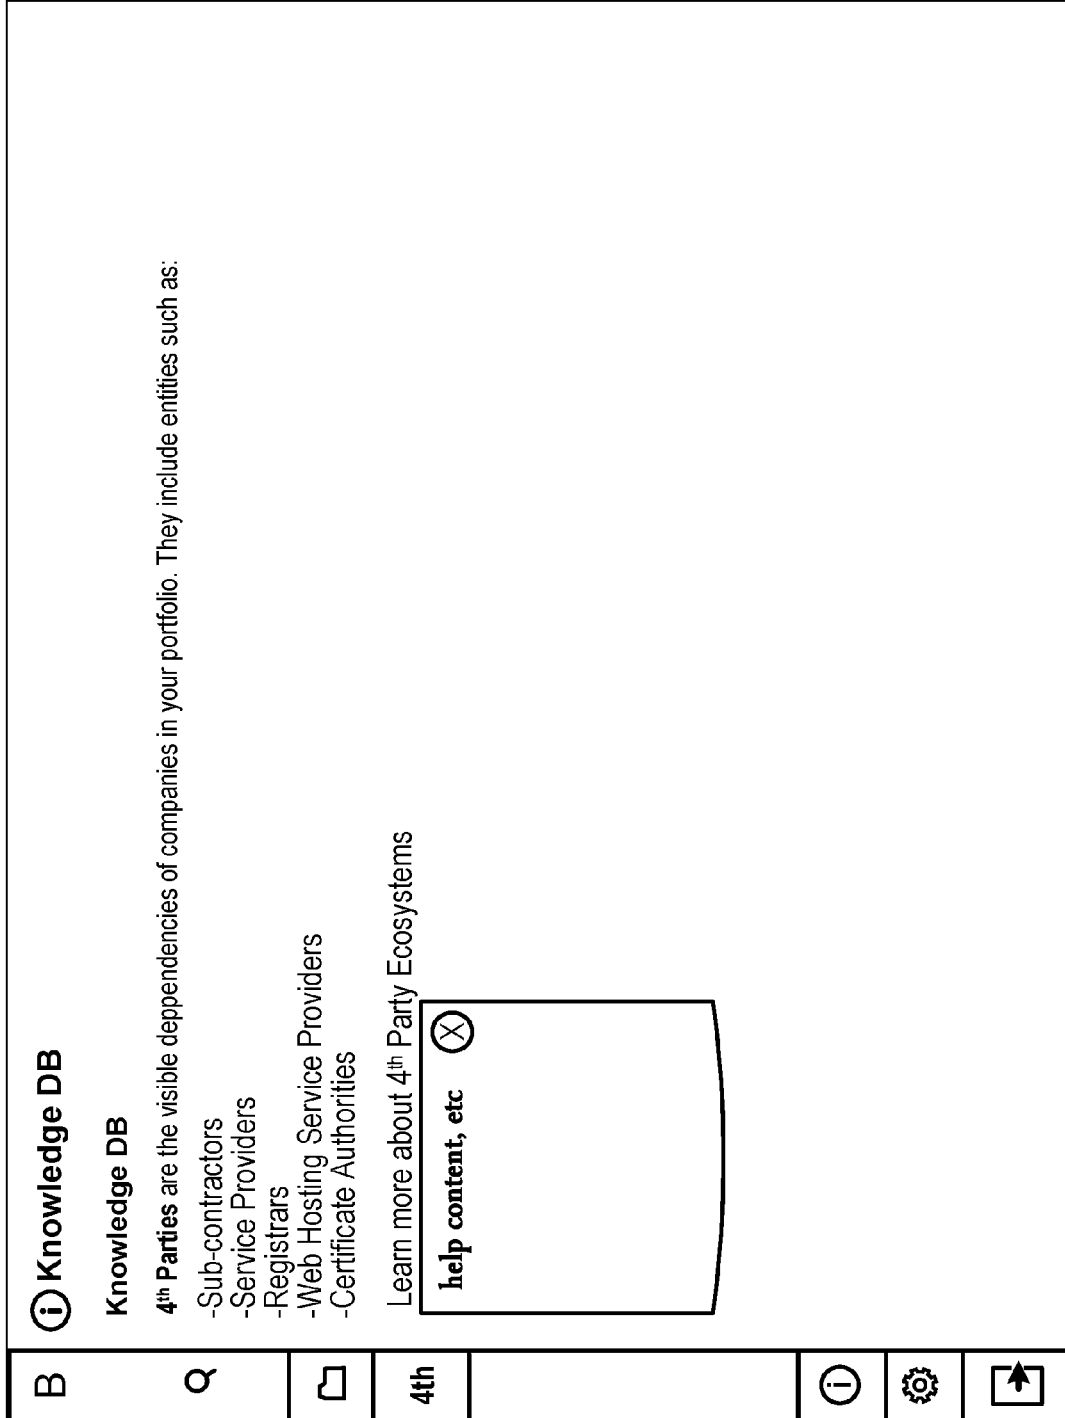 B
4th
i Knowledge DB
Knowledge DB
4th Parties are the visible deppendencies of companies in your portfolio. They include entities such as:
-Sub-contractors
-Service Providers
-Registrars
-Web Hosting Service Providers
-Certificate Authorities
Learn more about 4th Party Ecosystems
help content, etc X
i